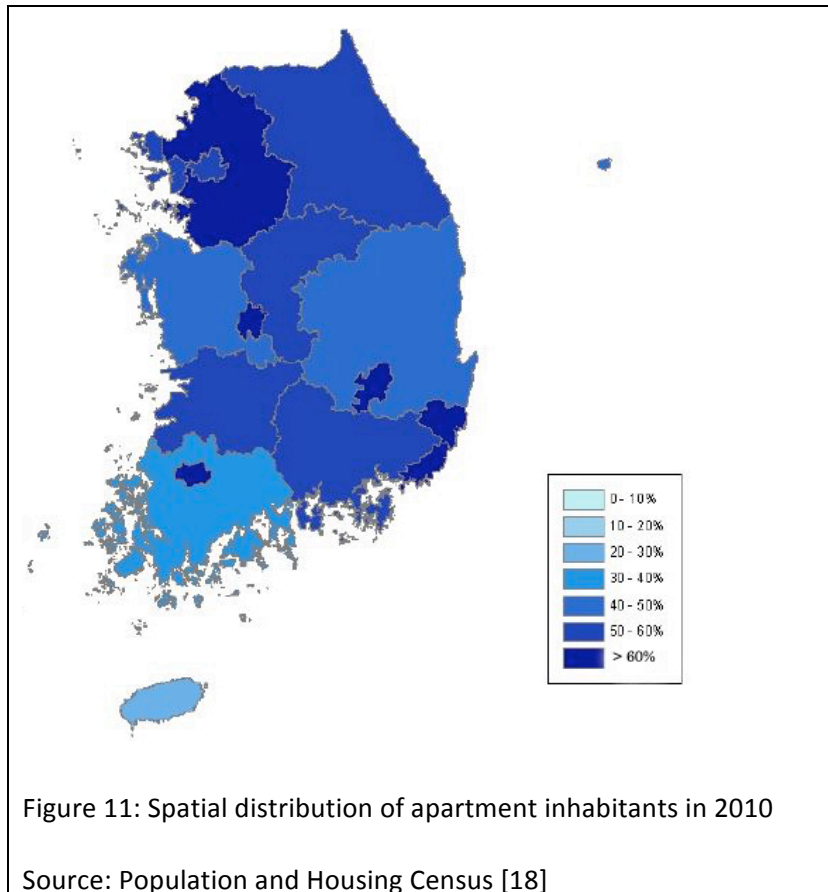 0 - 10%
10 - 20%
20 - 30%
30 - 40%
40 - 50%
50 - 60%
> 60%
Figure 11: Spatial distribution of apartment inhabitants in 2010
Source: Population and Housing Census [18]